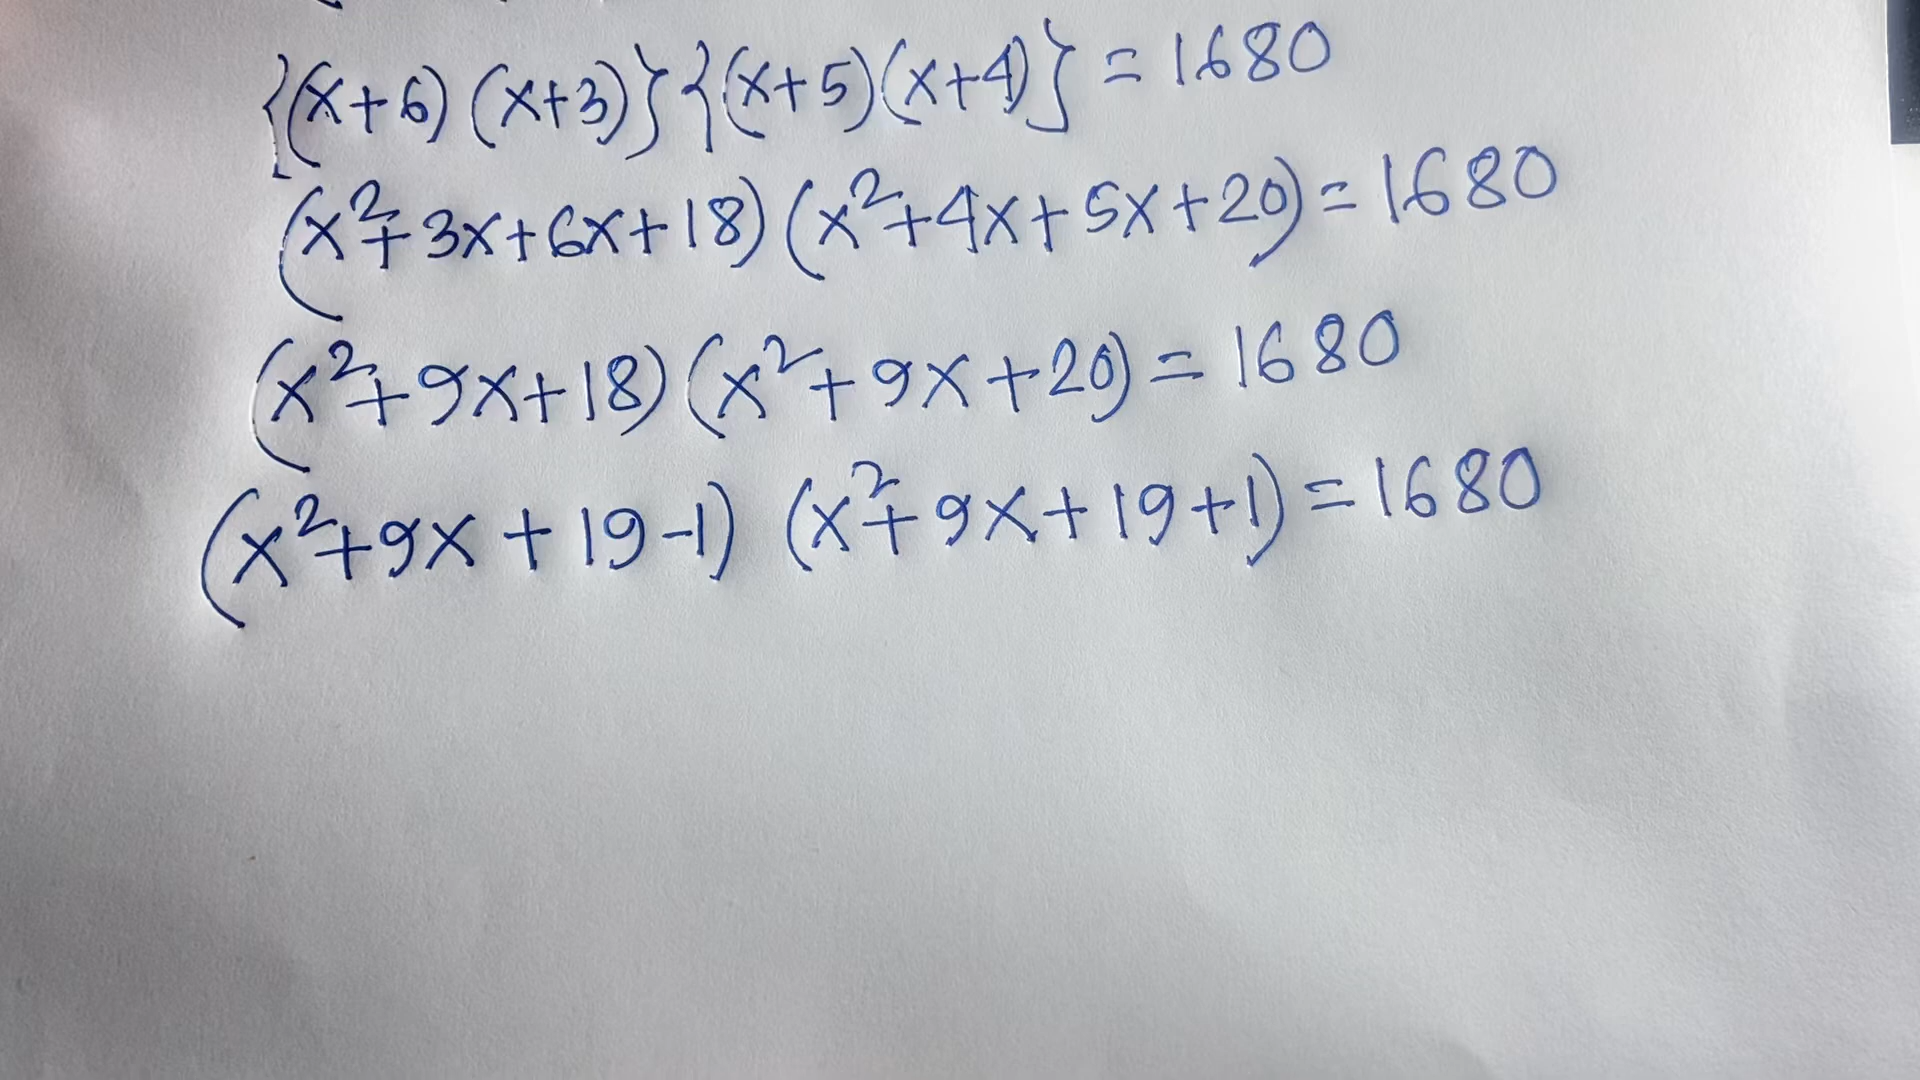 {(x+6)(x+3)}{(x+5)(x+4)} = 1680
(x²+3x+6x+18)(x²+4x+5x+20) = 1680
(x²+9x+18)(x²+9x+20) = 1680
(x²+9x+19-1)(x²+9x+19+1) = 1680